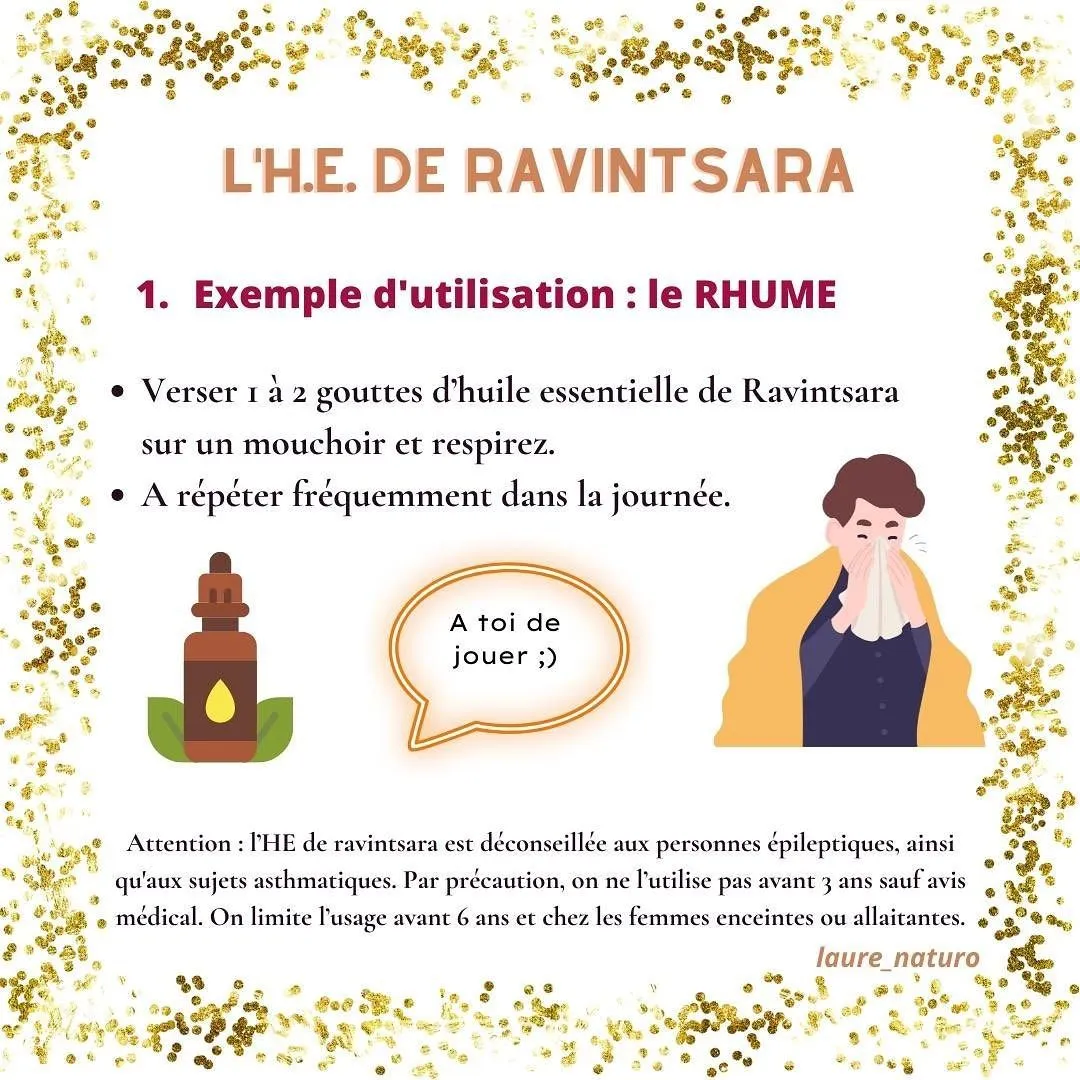 L'H.E. DE RAVINTSARA
1. Exemple d'utilisation : le RHUME
• Verser 1 à 2 gouttes d’huile essentielle de Ravintsara
sur un mouchoir et respirez.
• A répéter fréquemment dans la journée.
A toi de
jouer ;)
Attention : l’HE de ravintsara est déconseillée aux personnes épileptiques, ainsi
qu'aux sujets asthmatiques. Par précaution, on ne l’utilise pas avant 3 ans sauf avis
médical. On limite l’usage avant 6 ans et chez les femmes enceintes ou allaitantes.
laure_naturo